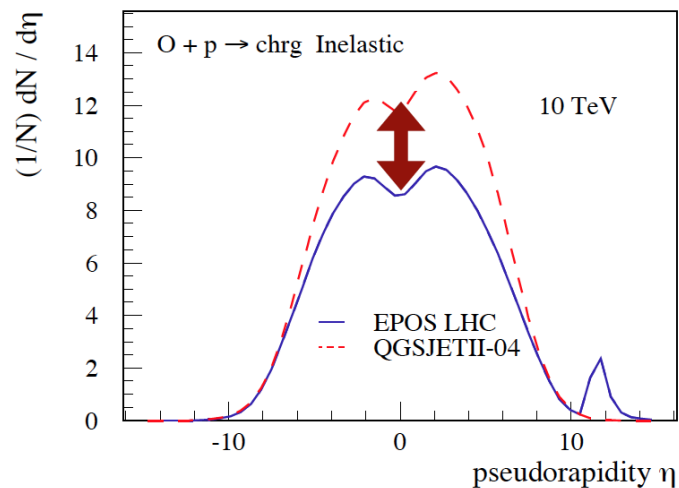 (1/N) dN / dη
14
12
10
8
6
4
2
0
O + p → chrg Inelastic
10 TeV
EPOS LHC
QGSJETII-04
-10
0
10
pseudorapidity η